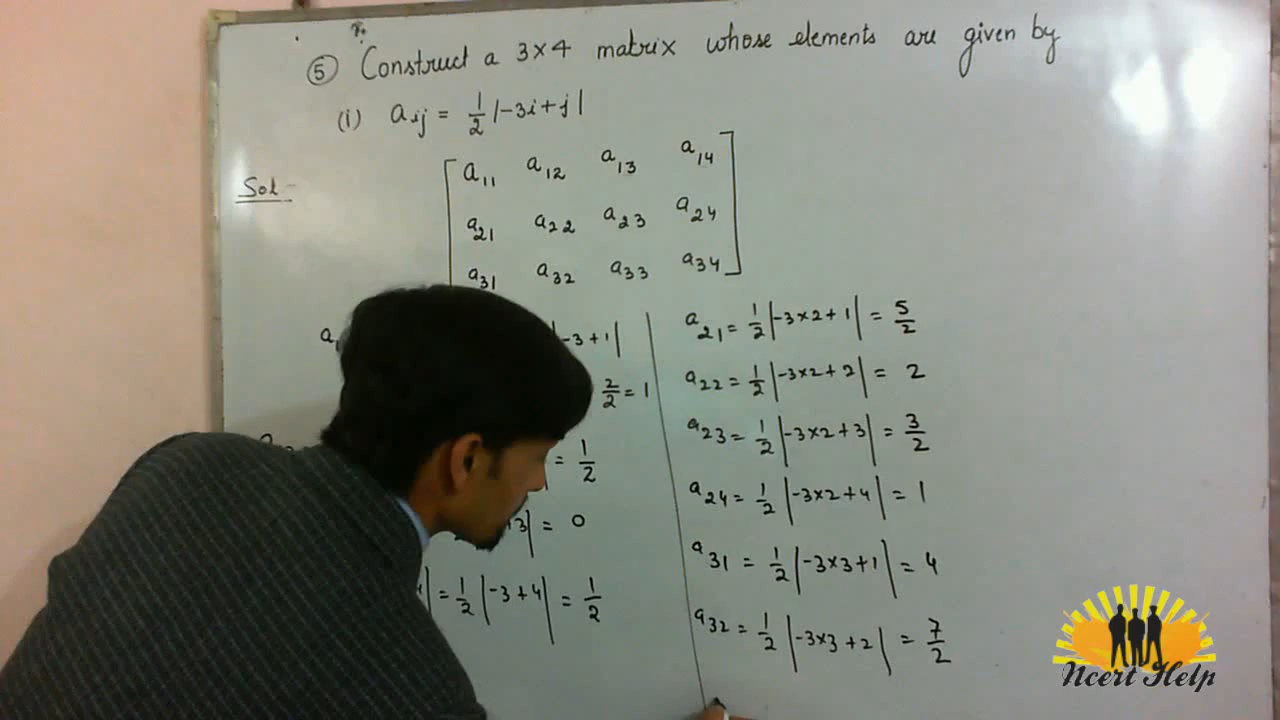 ⑤ Construct a 3×4 matrix whose elements are given by
(i) aij = 1/2 |-3i+j|
Sol -
a11 a12 a13 a14
a21 a22 a23 a24
a31 a32 a33 a34
-3+1|
2/2 = 1
= 1/2
3| = 0
| = 1/2 |-3+4| = 1/2
a21 = 1/2 |-3×2+1| = 5/2
a22 = 1/2 |-3×2+2| = 2
a23 = 1/2 |-3×2+3| = 3/2
a24 = 1/2 |-3×2+4| = 1
a31 = 1/2 |-3×3+1| = 4
a32 = 1/2 |-3×3+2| = 7/2
Ncert Help